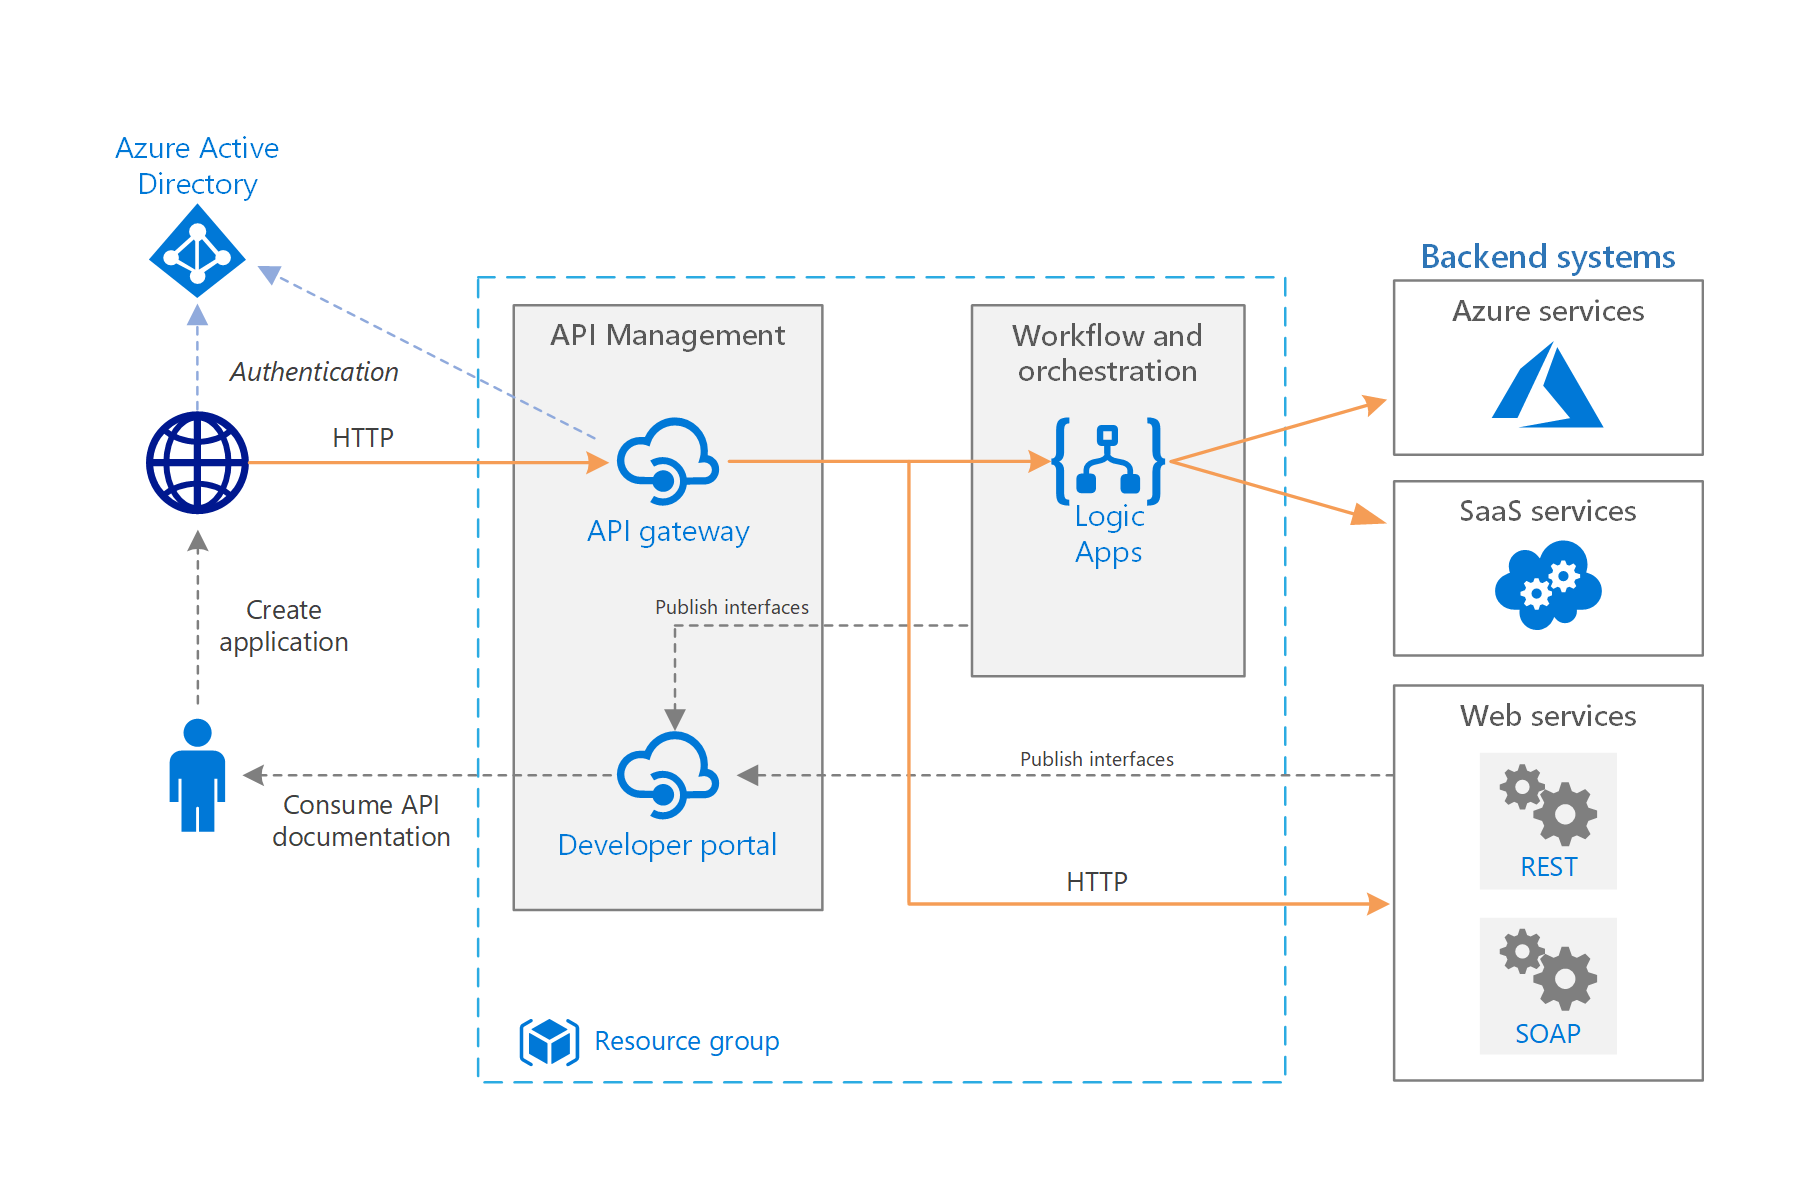 Azure Active
Directory
Authentication
HTTP
Create
application
Consume API
documentation
API Management
API gateway
Publish interfaces
Developer portal
Resource group
Workflow and
orchestration
Logic
Apps
Publish interfaces
HTTP
Backend systems
Azure services
SaaS services
Web services
REST
SOAP